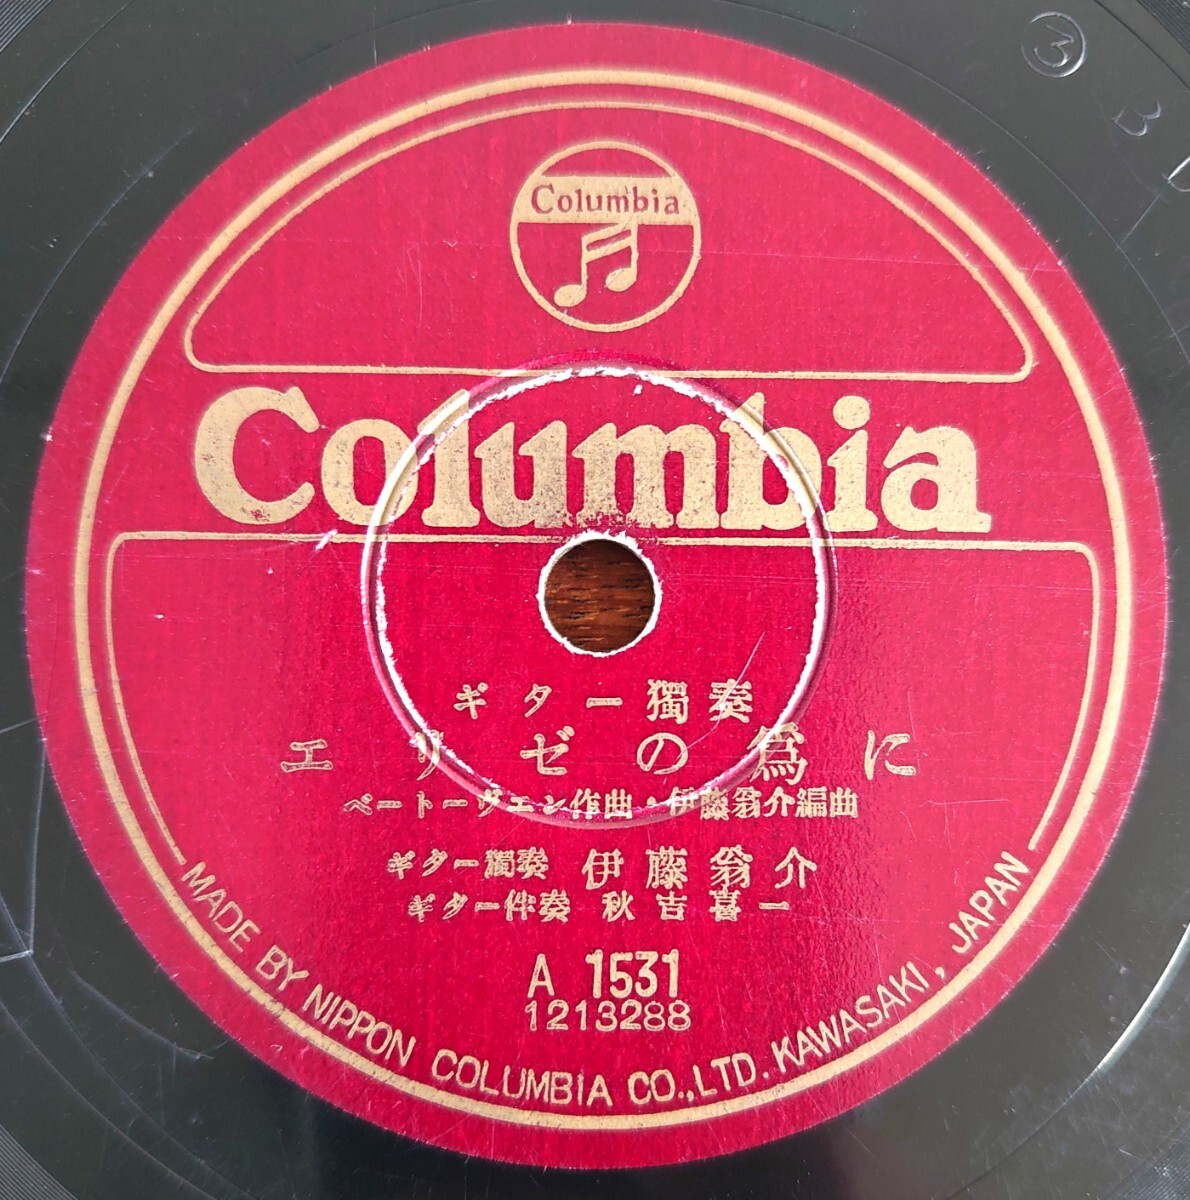 Columbia
Columbia
ギター獨奏
エリゼの爲に
ベートーヴェン作曲・伊藤翁介編曲
ギター獨奏 伊藤翁介
ギター伴奏 秋吉喜一
A 1531
1213288
MADE BY NIPPON COLUMBIA CO.,LTD. KAWASAKI, JAPAN
3
3